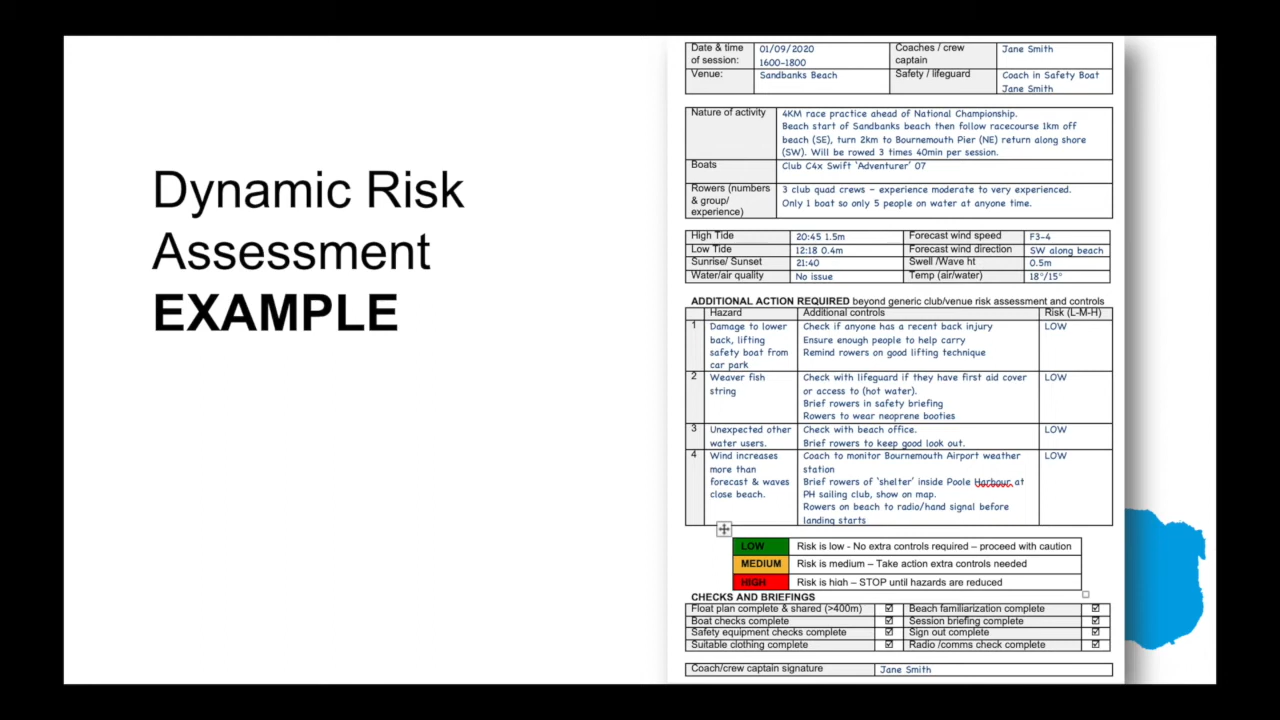 Dynamic Risk
Assessment
EXAMPLE
Date & time of session: 01/09/2020 1600-1800 Coaches / crew captain Jane Smith
Venue: Sandbanks Beach Safety / lifeguard Coach in Safety Boat Jane Smith
Nature of activity 4KM race practice ahead of National Championship.
Beach start of Sandbanks beach then follow racecourse 1km off
beach (SE), turn 2km to Bournemouth Pier (NE) return along shore
(SW). Will be rowed 3 times 40min per session.
Boats Club C4x Swift 'Adventurer' 07
Rowers (numbers & group/ experience) 3 club quad crews – experience moderate to very experienced.
Only 1 boat so only 5 people on water at anyone time.
High Tide 20:45 1.5m Forecast wind speed F3-4
Low Tide 12:18 0.4m Forecast wind direction SW along beach
Sunrise/ Sunset 21:40 Swell /Wave ht 0.5m
Water/air quality No issue Temp (air/water) 18°/15°
ADDITIONAL ACTION REQUIRED beyond generic club/venue risk assessment and controls
Hazard Additional controls Risk (L-M-H)
1 Damage to lower back, lifting safety boat from car park
Check if anyone has a recent back injury
Ensure enough people to help carry
Remind rowers on good lifting technique
LOW
2 Weaver fish string
Check with lifeguard if they have first aid cover
or access to (hot water).
Brief rowers in safety briefing
Rowers to wear neoprene booties
LOW
3 Unexpected other water users.
Check with beach office.
Brief rowers to keep good look out.
LOW
4 Wind increases more than forecast & waves close beach.
Coach to monitor Bournemouth Airport weather
station
Brief rowers of 'shelter' inside Poole Harbour at
PH sailing club, show on map.
Rowers on beach to radio/hand signal before
landing starts
LOW
LOW Risk is low - No extra controls required – proceed with caution
MEDIUM Risk is medium – Take action extra controls needed
HIGH Risk is high – STOP until hazards are reduced
CHECKS AND BRIEFINGS
Float plan complete & shared (>400m) ☑ Beach familiarization complete ☑
Boat checks complete ☑ Session briefing complete ☑
Safety equipment checks complete ☑ Sign out complete ☑
Suitable clothing complete ☑ Radio /comms check complete ☑
Coach/crew captain signature Jane Smith